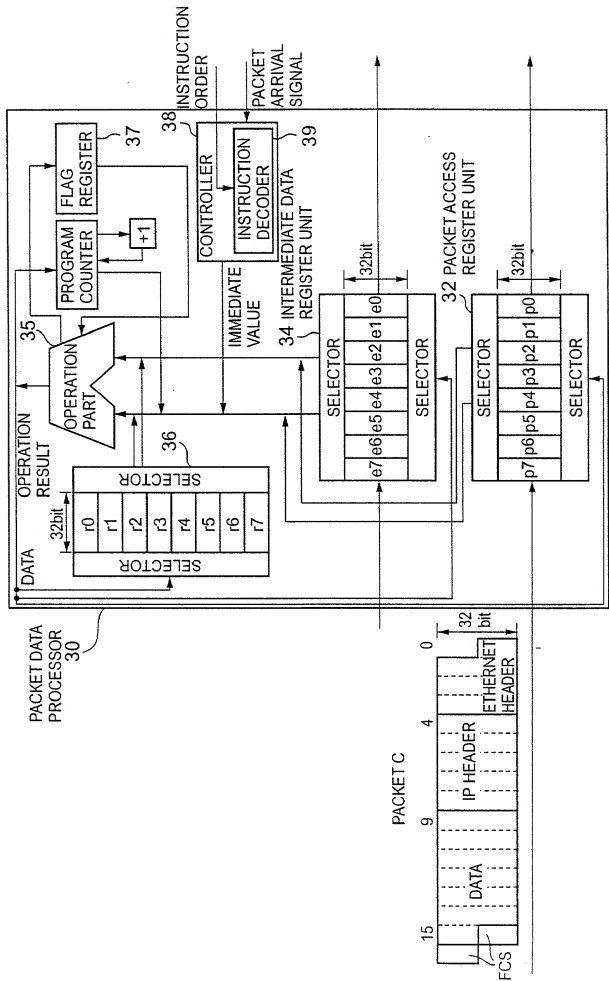 PACKET DATA
PROCESSOR
30
DATA
OPERATION
RESULT
32bit
SELECTOR
r0
r1
r2
r3
r4
r5
r6
r7
SELECTOR
36
OPERATION
PART
35
PROGRAM
COUNTER
+1
FLAG
REGISTER
37
IMMEDIATE
VALUE
CONTROLLER
INSTRUCTION
DECODER
38
39
INSTRUCTION
ORDER
PACKET
ARRIVAL
SIGNAL
34 INTERMEDIATE DATA
REGISTER UNIT
SELECTOR
e7 e6 e5 e4 e3 e2 e1 e0
SELECTOR
32bit
32 PACKET ACCESS
REGISTER UNIT
SELECTOR
p7 p6 p5 p4 p3 p2 p1 p0
SELECTOR
32bit
PACKET C
15 9 4 0
32
bit
FCS
DATA
IP HEADER
ETHERNET
HEADER